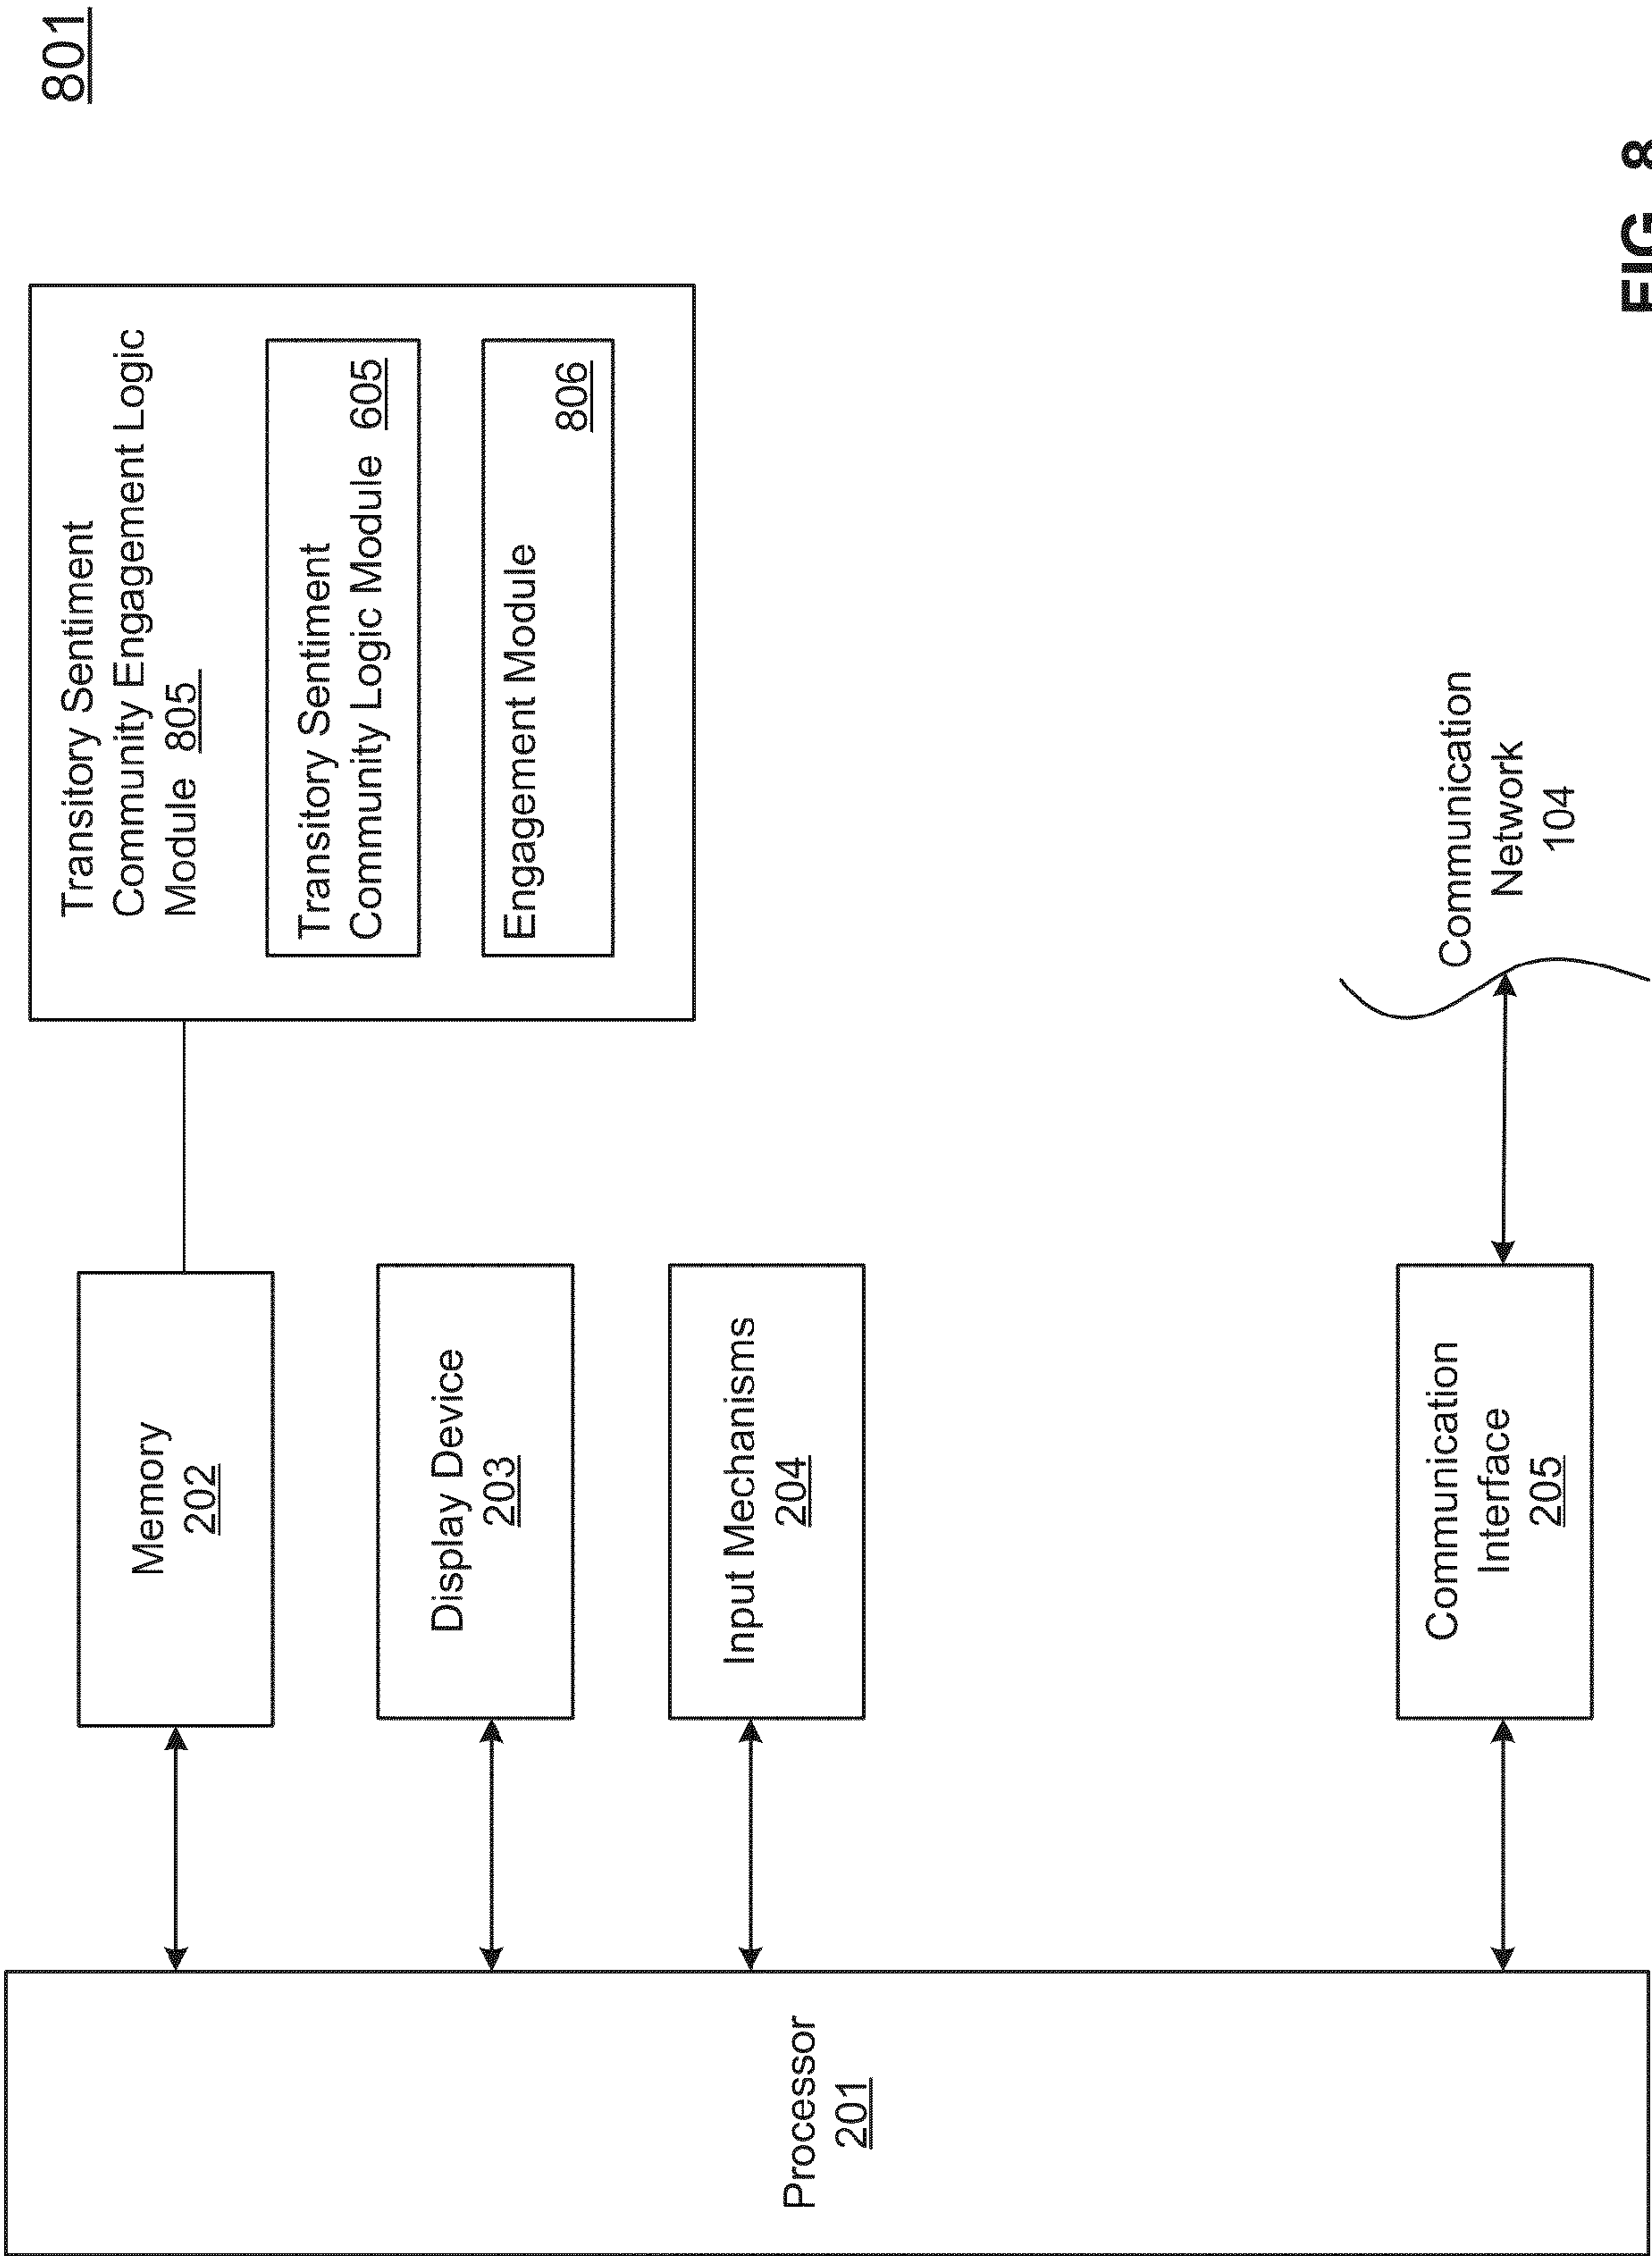 801
Processor
201
Memory
202
Display Device
203
Input Mechanisms
204
Communication
Interface
205
Transitory Sentiment
Community Engagement Logic
Module 805
Transitory Sentiment
Community Logic Module 605
Engagement Module
806
Communication
Network
104
FIG. 8